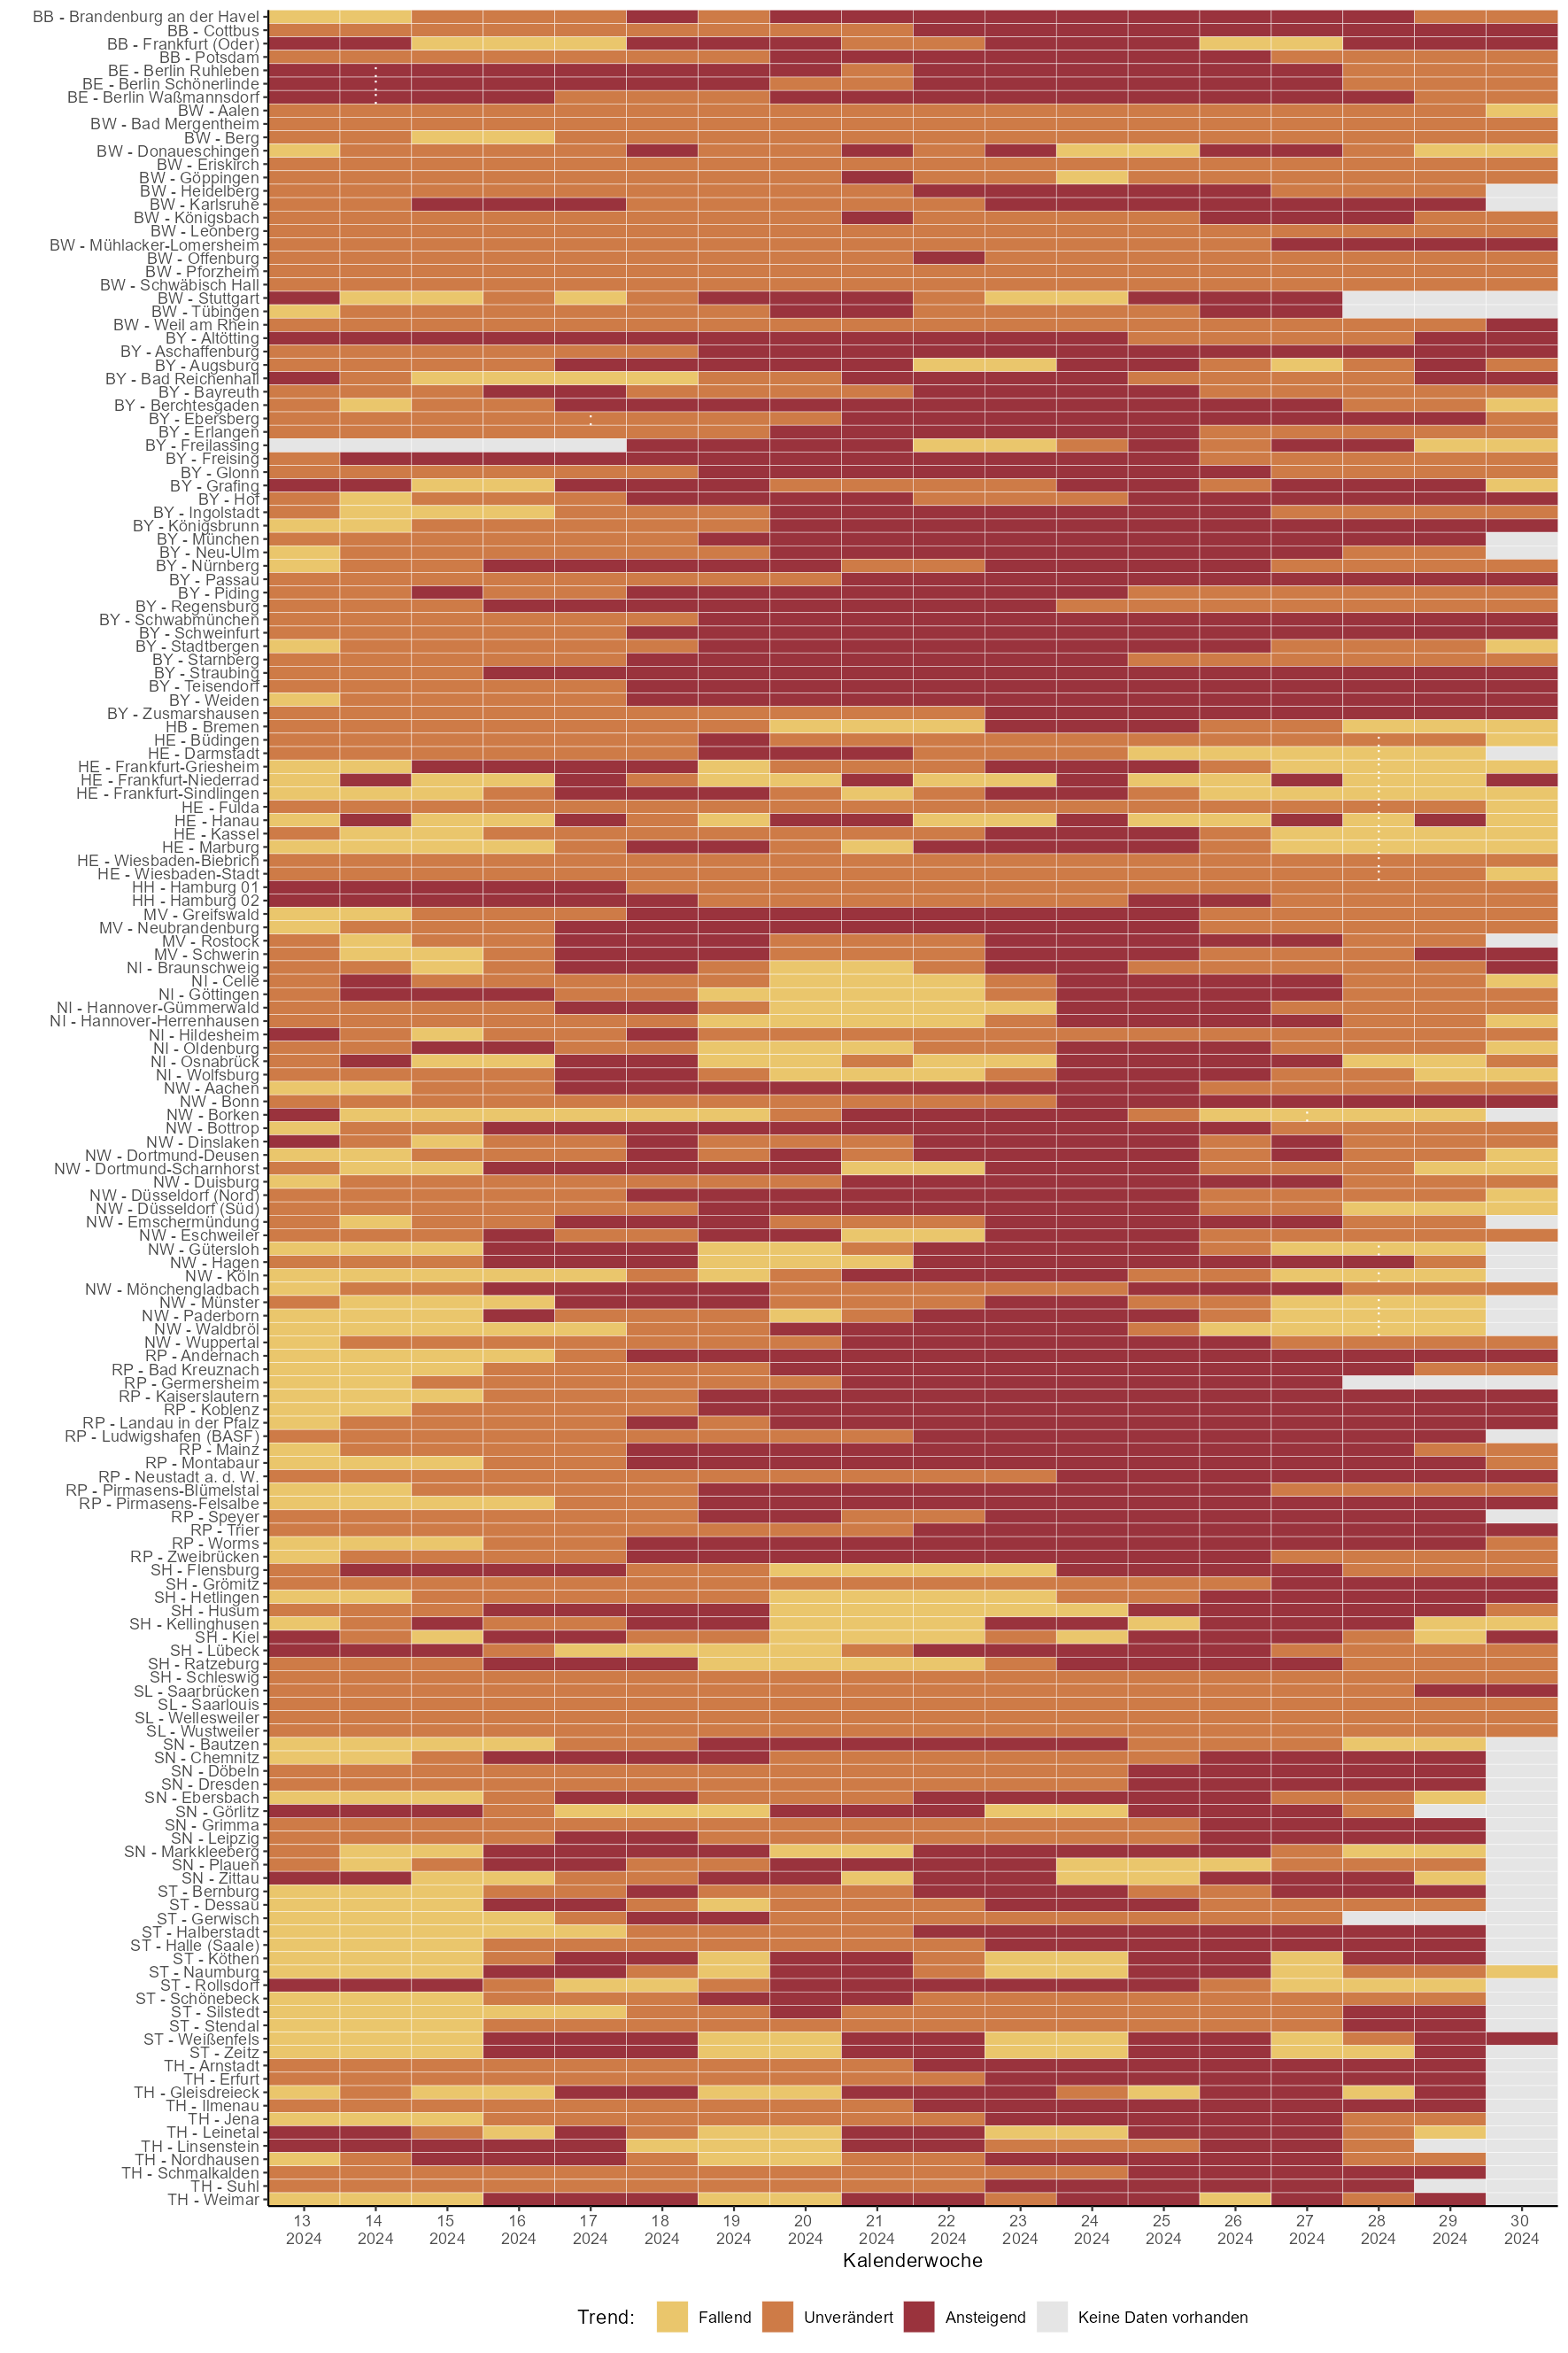 BB - Brandenburg an der Havel
BB - Cottbus
BB - Frankfurt (Oder)
BB - Potsdam
BE - Berlin Ruhleben
BE - Berlin Schönerlinde
BE - Berlin Waßmannsdorf
BW - Aalen
BW - Bad Mergentheim
BW - Berg
BW - Donaueschingen
BW - Eriskirch
BW - Göppingen
BW - Heidelberg
BW - Karlsruhe
BW - Königsbach
BW - Leonberg
BW - Mühlacker-Lomersheim
BW - Offenburg
BW - Pforzheim
BW - Schwäbisch Hall
BW - Stuttgart
BW - Tübingen
BW - Weil am Rhein
BY - Altötting
BY - Aschaffenburg
BY - Augsburg
BY - Bad Reichenhall
BY - Bayreuth
BY - Berchtesgaden
BY - Ebersberg
BY - Erlangen
BY - Freilassing
BY - Freising
BY - Glonn
BY - Grafing
BY - Hof
BY - Ingolstadt
BY - Königsbrunn
BY - München
BY - Neu-Ulm
BY - Nürnberg
BY - Passau
BY - Piding
BY - Regensburg
BY - Schwabmünchen
BY - Schweinfurt
BY - Stadtbergen
BY - Starnberg
BY - Straubing
BY - Teisendorf
BY - Weiden
BY - Zusmarshausen
HB - Bremen
HE - Büdingen
HE - Darmstadt
HE - Frankfurt-Griesheim
HE - Frankfurt-Niederrad
HE - Frankfurt-Sindlingen
HE - Fulda
HE - Hanau
HE - Kassel
HE - Marburg
HE - Wiesbaden-Biebrich
HE - Wiesbaden-Stadt
HH - Hamburg 01
HH - Hamburg 02
MV - Greifswald
MV - Neubrandenburg
MV - Rostock
MV - Schwerin
NI - Braunschweig
NI - Celle
NI - Göttingen
NI - Hannover-Gümmerwald
NI - Hannover-Herrenhausen
NI - Hildesheim
NI - Oldenburg
NI - Osnabrück
NI - Wolfsburg
NW - Aachen
NW - Bonn
NW - Borken
NW - Bottrop
NW - Dinslaken
NW - Dortmund-Deusen
NW - Dortmund-Scharnhorst
NW - Duisburg
NW - Düsseldorf (Nord)
NW - Düsseldorf (Süd)
NW - Emschermündung
NW - Eschweiler
NW - Gütersloh
NW - Hagen
NW - Köln
NW - Mönchengladbach
NW - Münster
NW - Paderborn
NW - Waldbröl
NW - Wuppertal
RP - Andernach
RP - Bad Kreuznach
RP - Germersheim
RP - Kaiserslautern
RP - Koblenz
RP - Landau in der Pfalz
RP - Ludwigshafen (BASF)
RP - Mainz
RP - Montabaur
RP - Neustadt a. d. W.
RP - Pirmasens-Blümelstal
RP - Pirmasens-Felsalbe
RP - Speyer
RP - Trier
RP - Worms
RP - Zweibrücken
SH - Flensburg
SH - Grömitz
SH - Hetlingen
SH - Husum
SH - Kellinghusen
SH - Kiel
SH - Lübeck
SH - Ratzeburg
SH - Schleswig
SL - Saarbrücken
SL - Saarlouis
SL - Wellesweiler
SL - Wustweiler
SN - Bautzen
SN - Chemnitz
SN - Döbeln
SN - Dresden
SN - Ebersbach
SN - Görlitz
SN - Grimma
SN - Leipzig
SN - Markkleeberg
SN - Plauen
SN - Zittau
ST - Bernburg
ST - Dessau
ST - Gerwisch
ST - Halberstadt
ST - Halle (Saale)
ST - Köthen
ST - Naumburg
ST - Rollsdorf
ST - Schönebeck
ST - Silstedt
ST - Stendal
ST - Weißenfels
ST - Zeitz
TH - Arnstadt
TH - Erfurt
TH - Gleisdreieck
TH - Ilmenau
TH - Jena
TH - Leinetal
TH - Linsenstein
TH - Nordhausen
TH - Schmalkalden
TH - Suhl
TH - Weimar
13 14 15 16 17 18 19 20 21 22 23 24 25 26 27 28 29 30
2024 2024 2024 2024 2024 2024 2024 2024 2024 2024 2024 2024 2024 2024 2024 2024 2024 2024
Kalenderwoche
Trend: Fallend Unverändert Ansteigend Keine Daten vorhanden